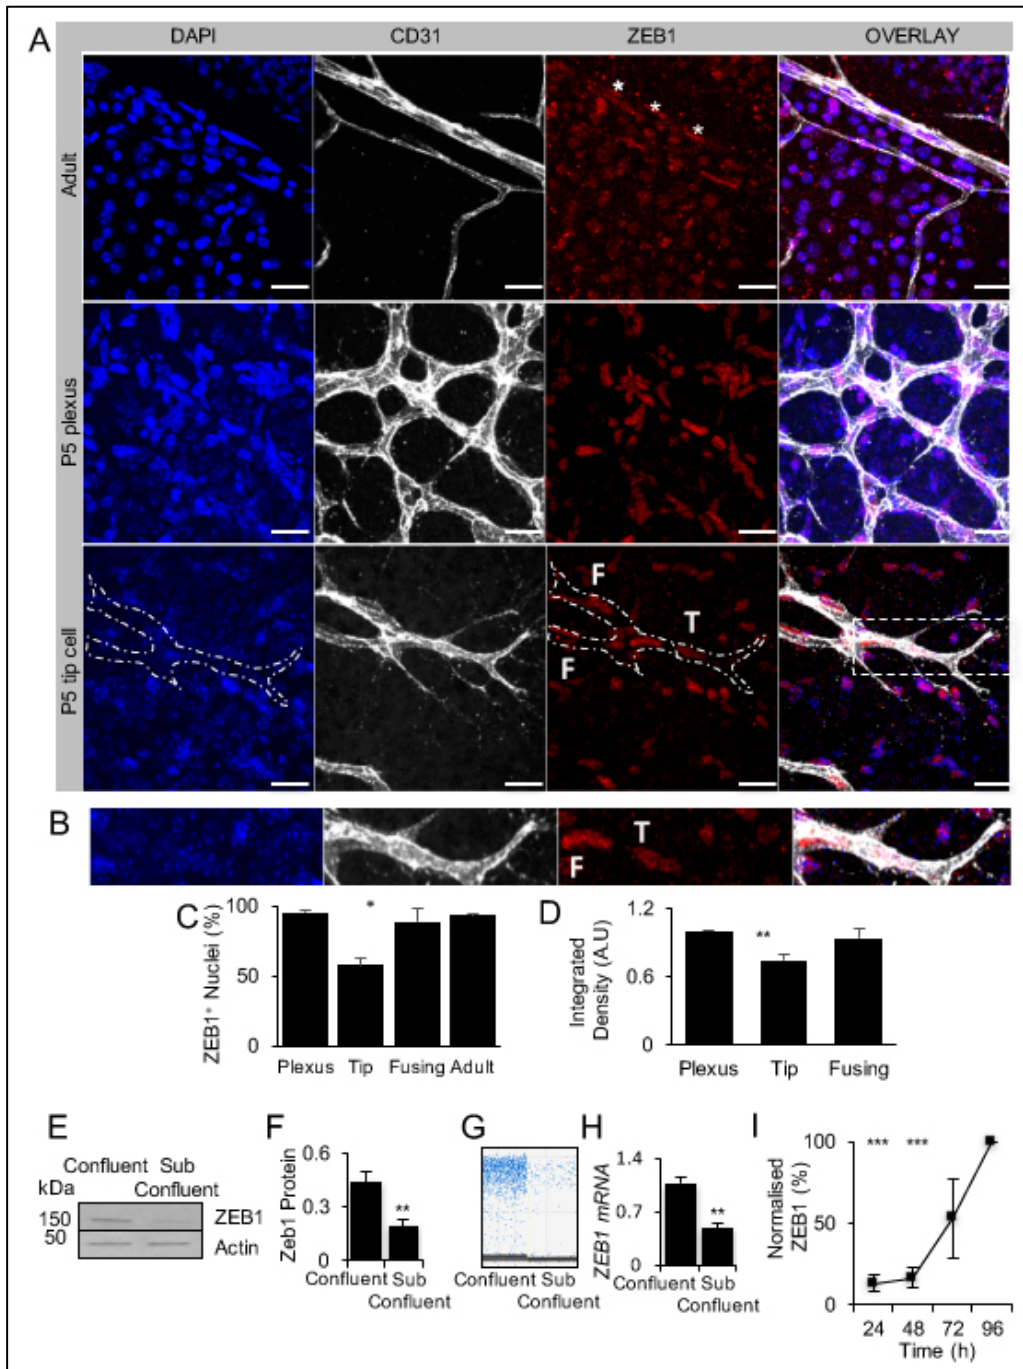 A
DAPI CD31 ZEB1 OVERLAY
Adult
* * *
P5 plexus
P5 tip cell
F
T
F
B
T
F
C
ZEB1+ Nuclei (%)
100
50
0
*
Plexus Tip Fusing Adult
D
Integrated
Density (A.U)
1.2
0.6
0
**
Plexus Tip Fusing
E
Confluent Sub
Confluent
kDa
150
50
ZEB1
Actin
F
Zeb1 Protein
0.6
0.3
0
**
Confluent Sub
Confluent
G
Confluent Sub
Confluent
H
ZEB1 mRNA
1.4
0.7
0
**
Confluent Sub
Confluent
I
Normalised
ZEB1 (%)
100
50
0
*** ***
24 48 72 96
Time (h)